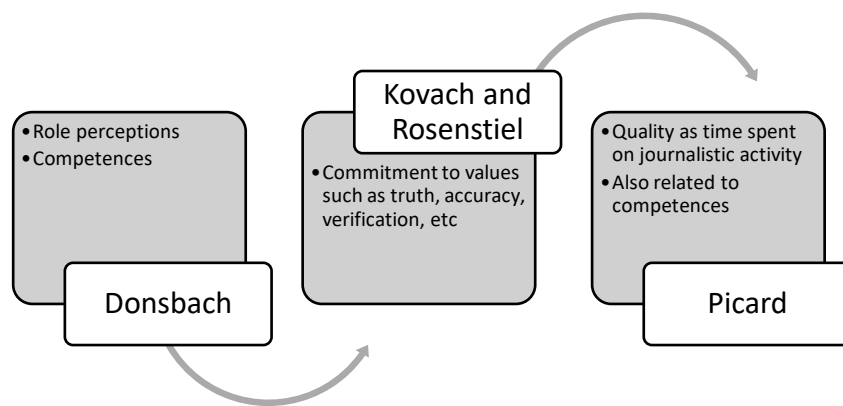 •Role perceptions
•Competences
Donsbach
Kovach and
Rosenstiel
•Commitment to values
such as truth, accuracy,
verification, etc
•Quality as time spent
on journalistic activity
•Also related to
competences
Picard